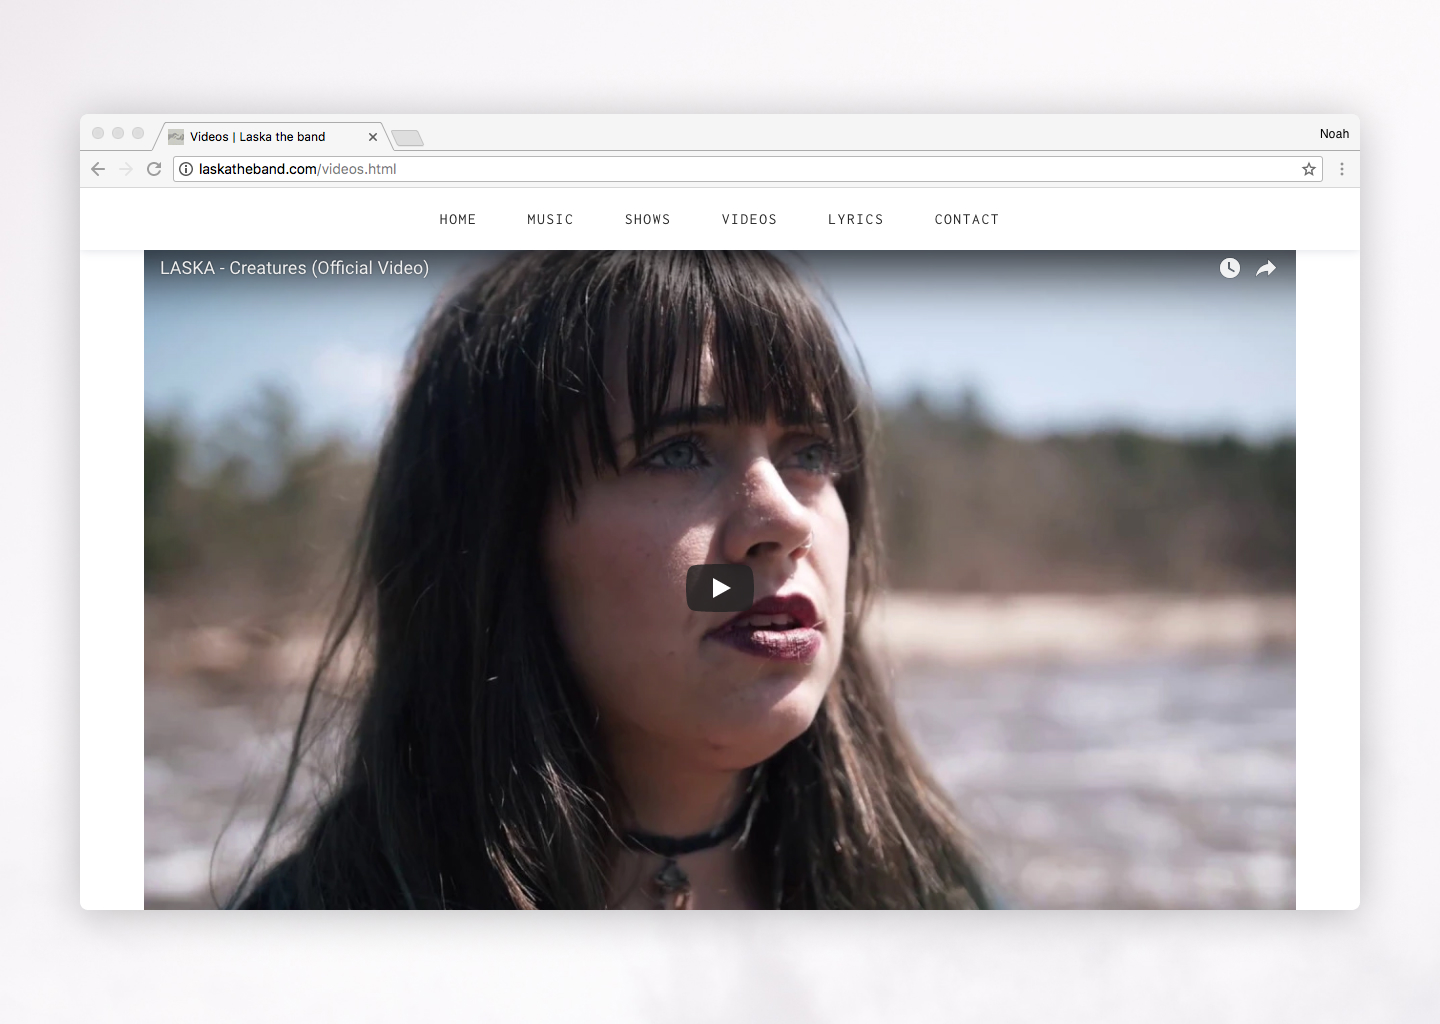 Videos | Laska the band
Noah
laskatheband.com/videos.html
HOME MUSIC SHOWS VIDEOS LYRICS CONTACT
LASKA - Creatures (Official Video)